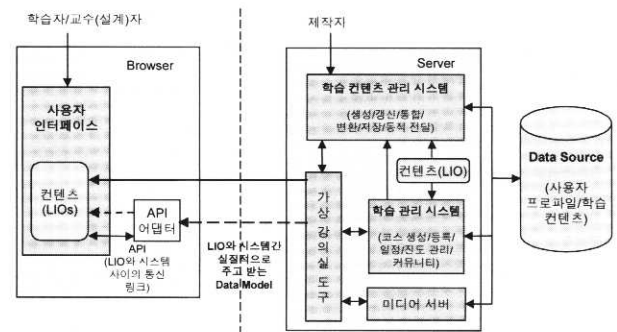 학습자/교수(설계)자
제작자
Browser
Server
사용자
인터페이스
컨텐츠
(LIOs)
API
어댑터
API
(LIO와 시스템
사이의 통신
링크)
LIO와 시스템간
실질적으로
주고 받는
Data Model
학습 컨텐츠 관리 시스템
(생성/갱신/통합/
변환/저장/동적 전달)
컨텐츠(LIO)
가상 강의실 도구
학습 관리 시스템
(코스 생성/등록/
일정/진도 관리/
커뮤니티)
미디어 서버
Data Source
(사용자
프로파일/학습
컨텐츠)